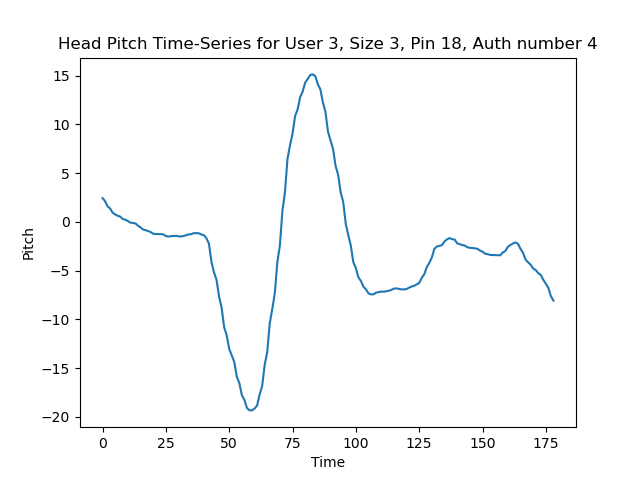 Head Pitch Time-Series for User 3, Size 3, Pin 18, Auth number 4
15
10
5
0
−5
−10
−15
−20
Pitch
0 25 50 75 100 125 150 175
Time